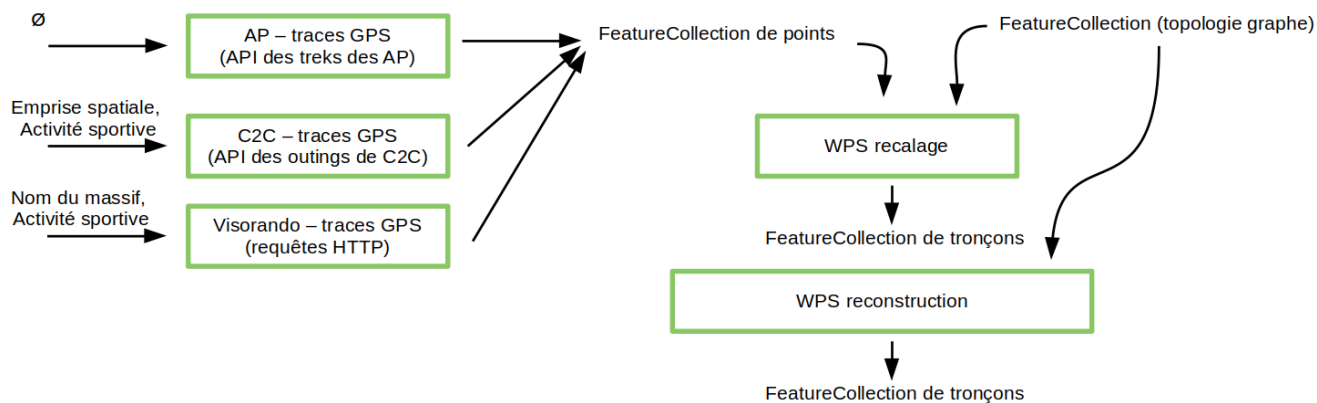 Ø
AP – traces GPS
(API des treks des AP)
FeatureCollection de points
FeatureCollection (topologie graphe)
Emprise spatiale,
Activité sportive
C2C – traces GPS
(API des outings de C2C)
WPS recalage
Nom du massif,
Activité sportive
Visorando – traces GPS
(requêtes HTTP)
FeatureCollection de tronçons
WPS reconstruction
FeatureCollection de tronçons